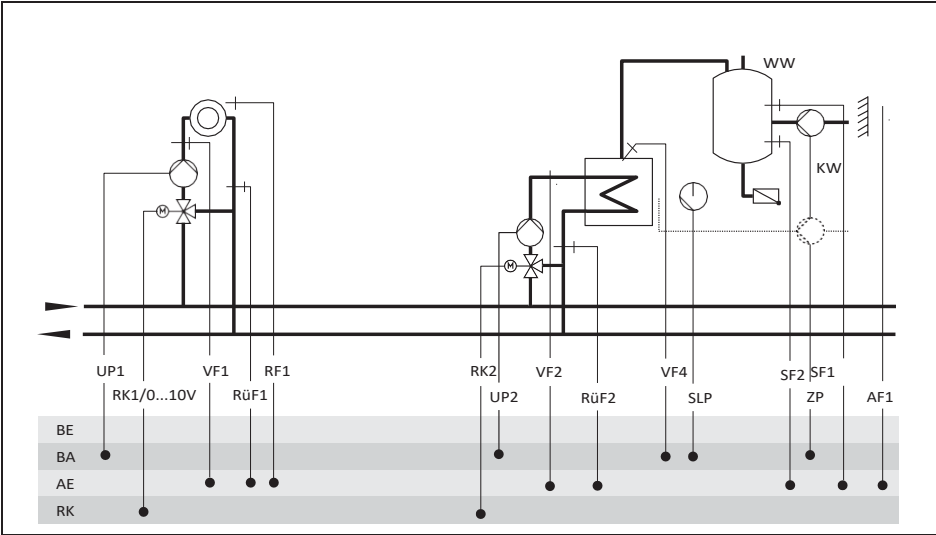 WW
KW
M
M
UP1 VF1 RF1 RK2 VF2 VF4 SF2 SF1
RK1/0...10V RüF1 UP2 RüF2 SLP ZP AF1
BE
BA
AE
RK